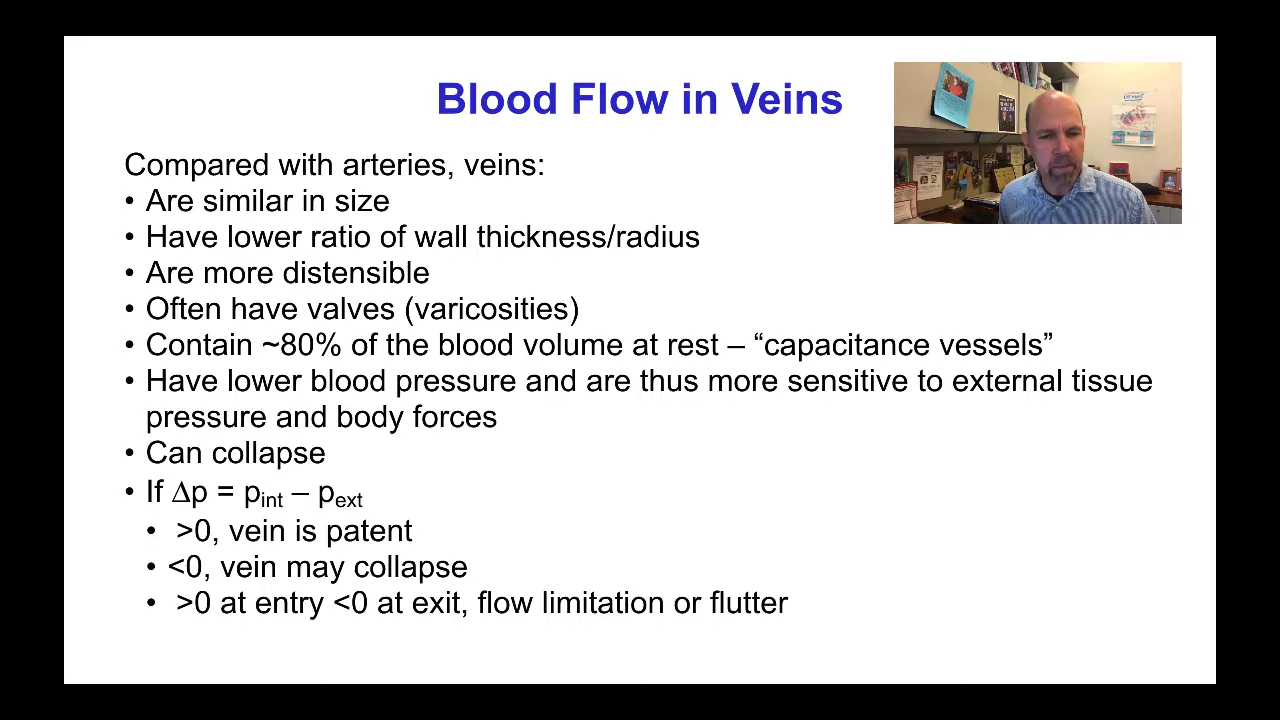 Blood Flow in Veins
Compared with arteries, veins:
• Are similar in size
• Have lower ratio of wall thickness/radius
• Are more distensible
• Often have valves (varicosities)
• Contain ~80% of the blood volume at rest – “capacitance vessels”
• Have lower blood pressure and are thus more sensitive to external tissue
pressure and body forces
• Can collapse
• If ∆p = pint – pext
• >0, vein is patent
• <0, vein may collapse
• >0 at entry <0 at exit, flow limitation or flutter